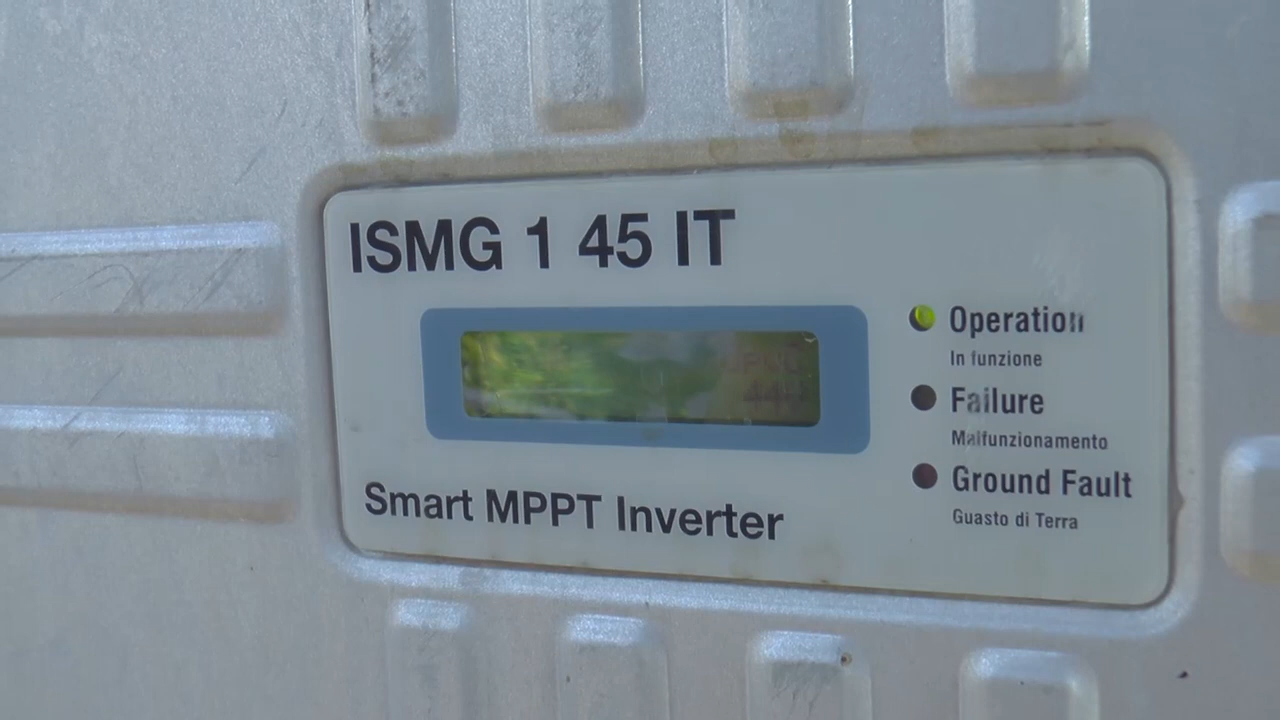 ISMG 1 45 IT
Operation
In funzione
Failure
Malfunzionamento
Ground Fault
Guasto di Terra
Smart MPPT Inverter